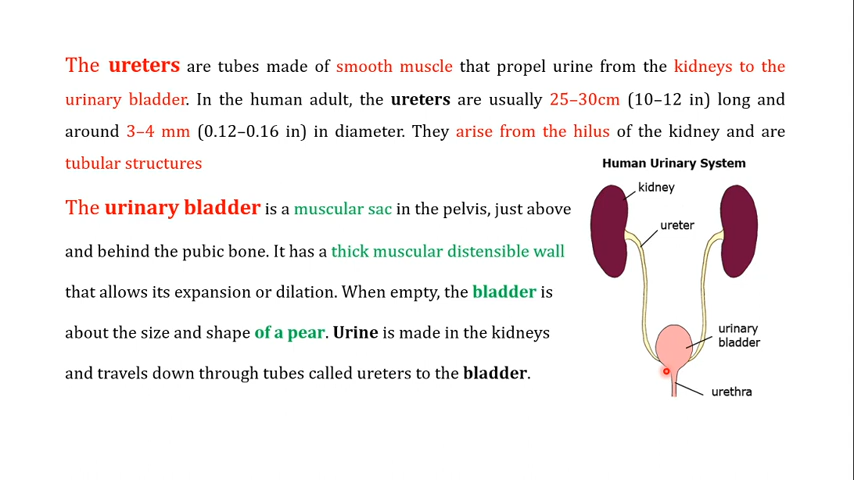 The ureters are tubes made of smooth muscle that propel urine from the kidneys to the
urinary bladder. In the human adult, the ureters are usually 25–30cm (10–12 in) long and
around 3–4 mm (0.12–0.16 in) in diameter. They arise from the hilus of the kidney and are
tubular structures
The urinary bladder is a muscular sac in the pelvis, just above
and behind the pubic bone. It has a thick muscular distensible wall
that allows its expansion or dilation. When empty, the bladder is
about the size and shape of a pear. Urine is made in the kidneys
and travels down through tubes called ureters to the bladder.
Human Urinary System
kidney
ureter
urinary
bladder
urethra